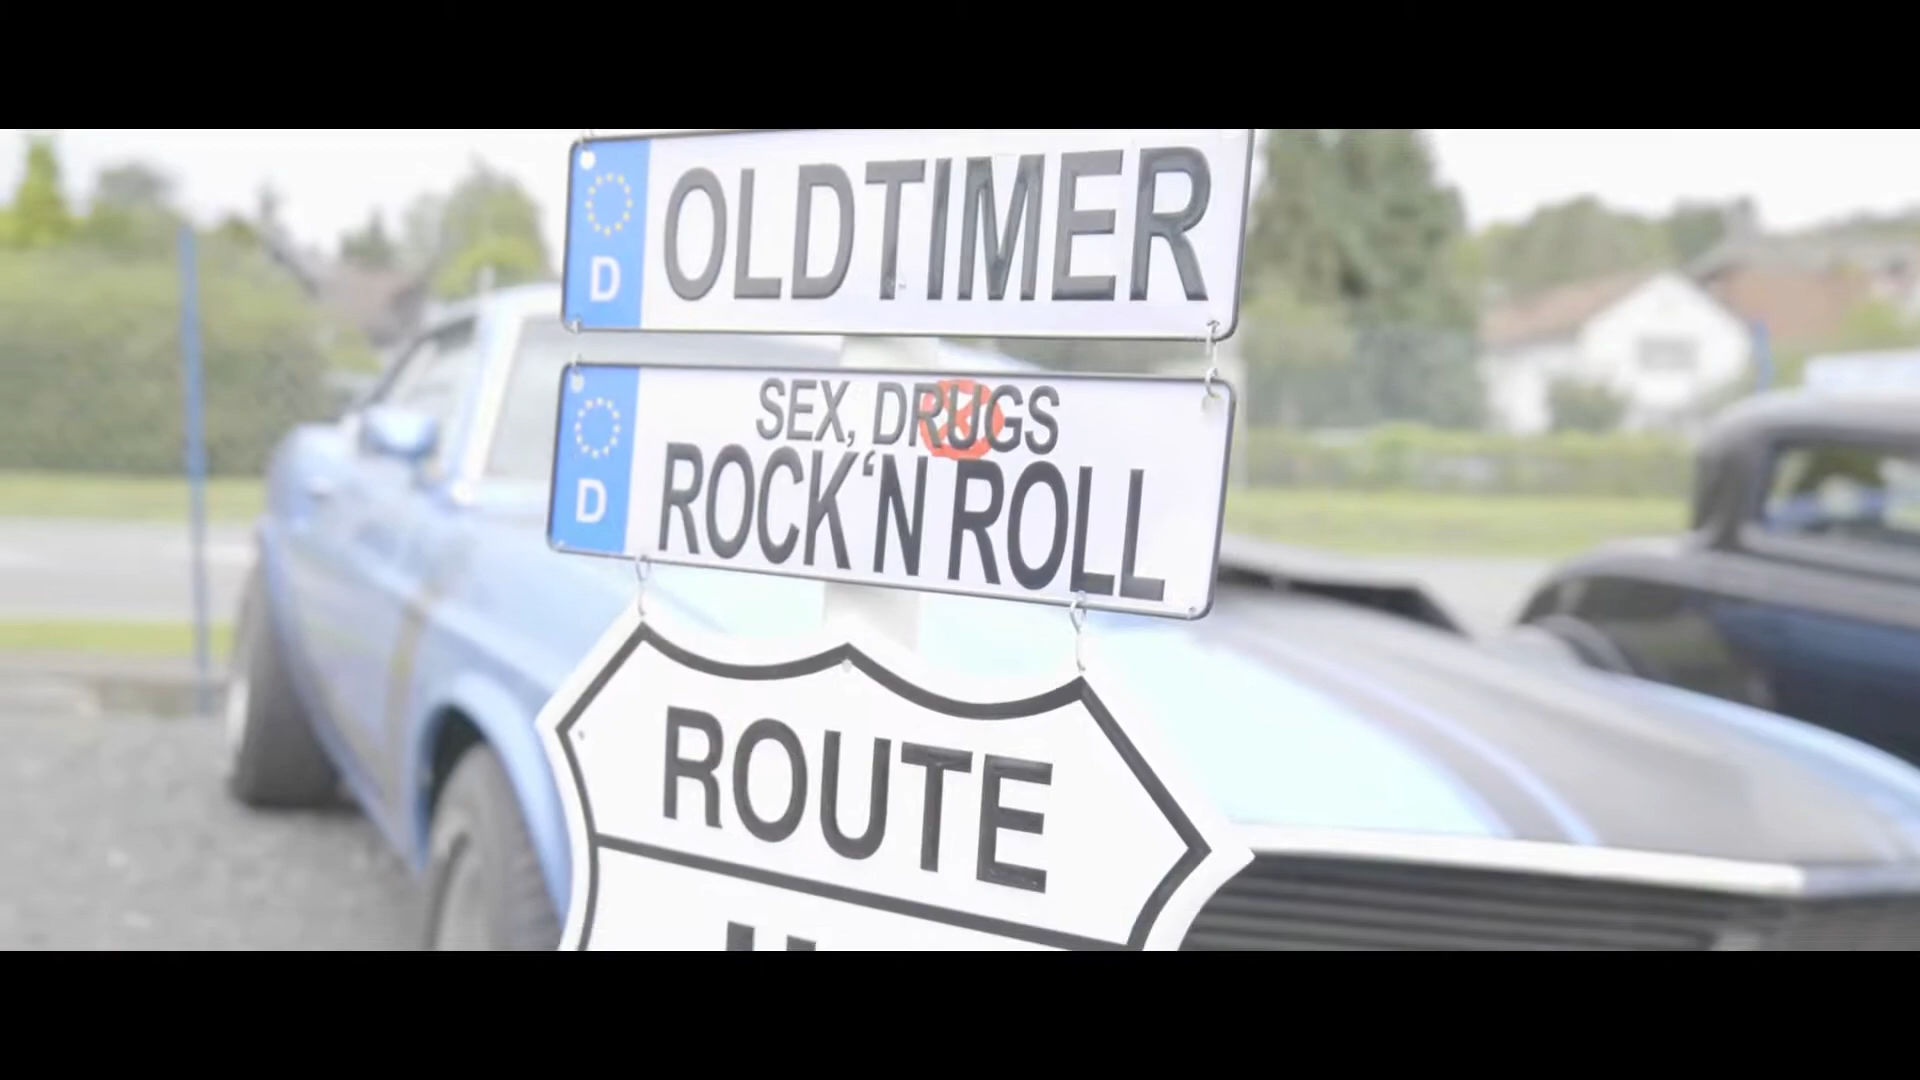 D OLDTIMER
SEX, DRUGS
D ROCK'N ROLL
ROUTE